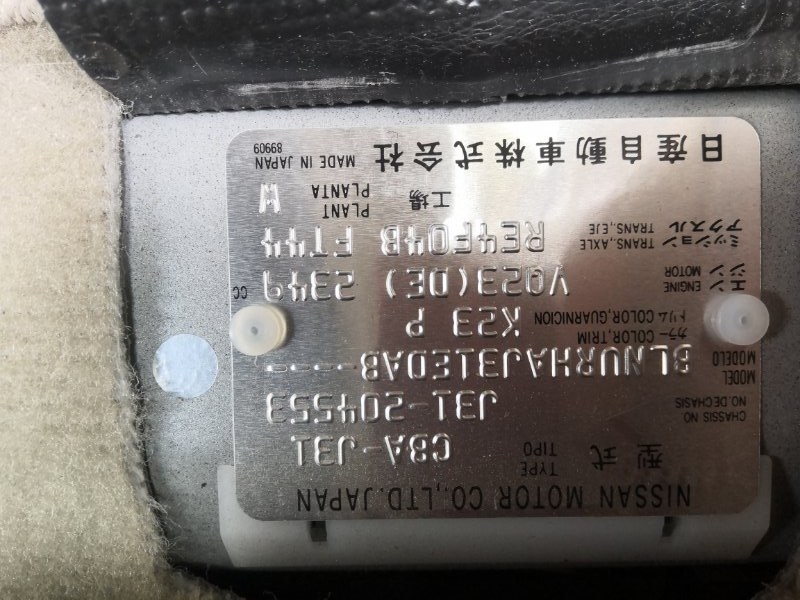 NISSAN MOTOR CO.,LTD.JAPAN
型式 TYPE TIPO CBA-J31
CHASSIS NO NO.DECHASIS J31-204553
MODEL MODELO BLNURHAJ31EDAB----
カラー COLOR,TRIM トリム COLOR,GUARNICION K23 P
エンジン ENGINE MOTOR VQ23(DE) 2349 CC
ミッション TRANS,AXLE アクスル TRANS,EJE RE4F04B FT44
工場 PLANT PLANTA W
日産自動車株式会社 MADE IN JAPAN 89909